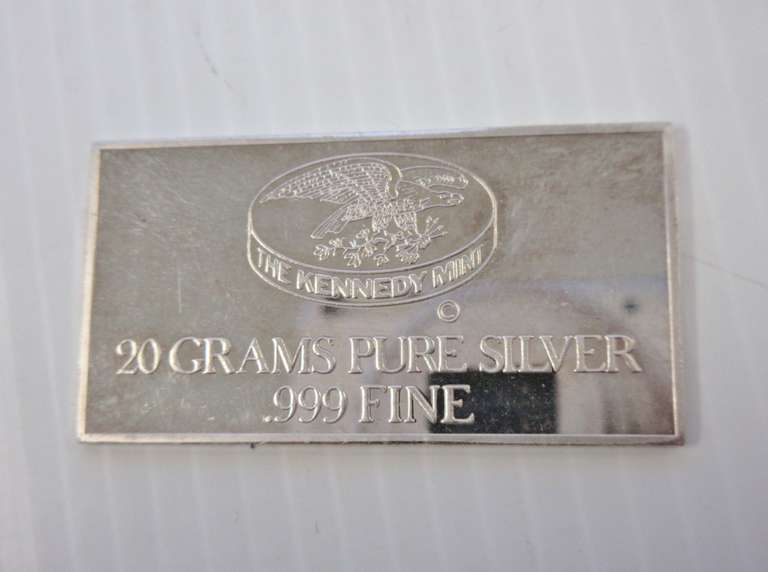 THE KENNEDY MINT
©
20 GRAMS PURE SILVER
.999 FINE